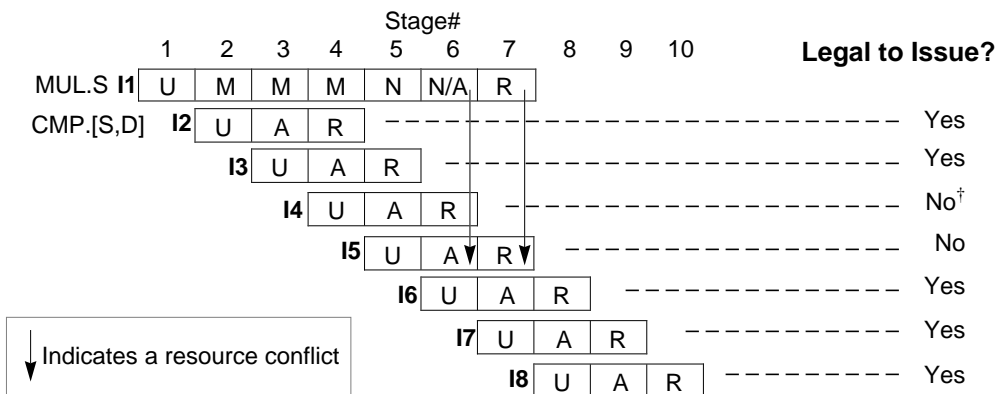 Stage#
1 2 3 4 5 6 7 8 9 10 Legal to Issue?
MUL.S I1 U M M M N N/A R
CMP.[S,D] I2 U A R Yes
I3 U A R Yes
I4 U A R No†
I5 U A R No
I6 U A R Yes
I7 U A R Yes
I8 U A R Yes
Indicates a resource conflict